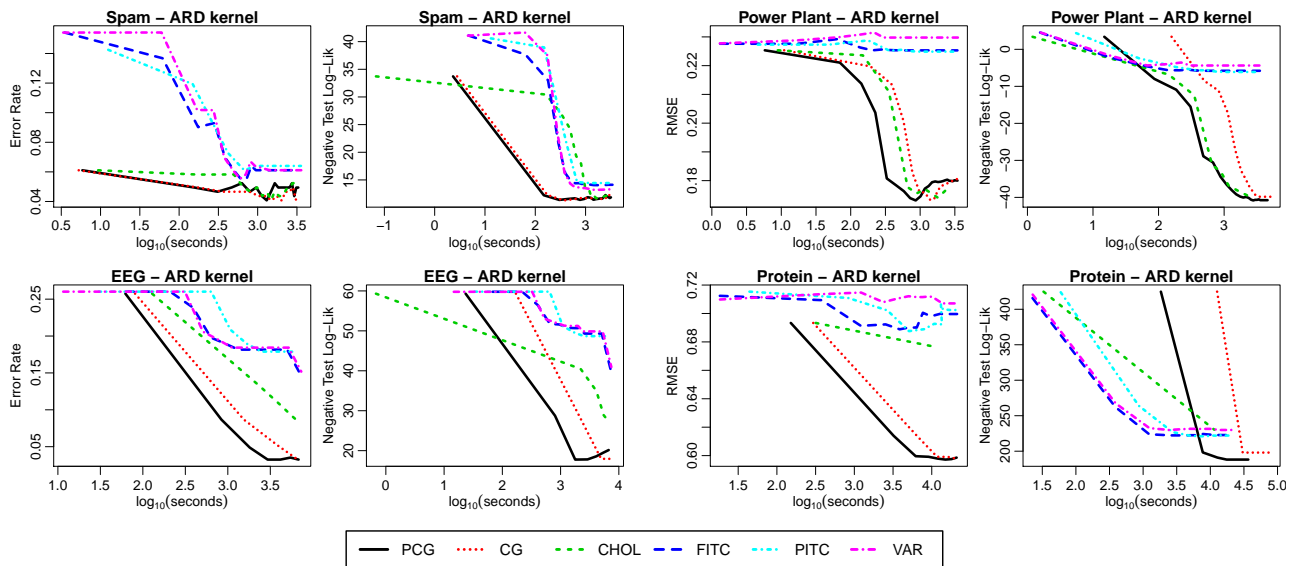 Spam − ARD kernel
Error Rate
0.04 0.06 0.08 0.12
0.5 1.0 1.5 2.0 2.5 3.0 3.5
log10(seconds)
Spam − ARD kernel
Negative Test Log−Lik
15 20 25 30 35 40
−1 0 1 2 3
log10(seconds)
Power Plant − ARD kernel
RMSE
0.18 0.20 0.22
0.0 0.5 1.0 1.5 2.0 2.5 3.0 3.5
log10(seconds)
Power Plant − ARD kernel
Negative Test Log−Lik
−40 −30 −20 −10 0
0 1 2 3
log10(seconds)
EEG − ARD kernel
Error Rate
0.05 0.15 0.25
1.0 1.5 2.0 2.5 3.0 3.5
log10(seconds)
EEG − ARD kernel
Negative Test Log−Lik
20 30 40 50 60
0 1 2 3 4
log10(seconds)
Protein − ARD kernel
RMSE
0.60 0.64 0.68 0.72
1.5 2.0 2.5 3.0 3.5 4.0
log10(seconds)
Protein − ARD kernel
Negative Test Log−Lik
200 250 300 350 400
1.5 2.0 2.5 3.0 3.5 4.0 4.5 5.0
log10(seconds)
PCG CG CHOL FITC PITC VAR